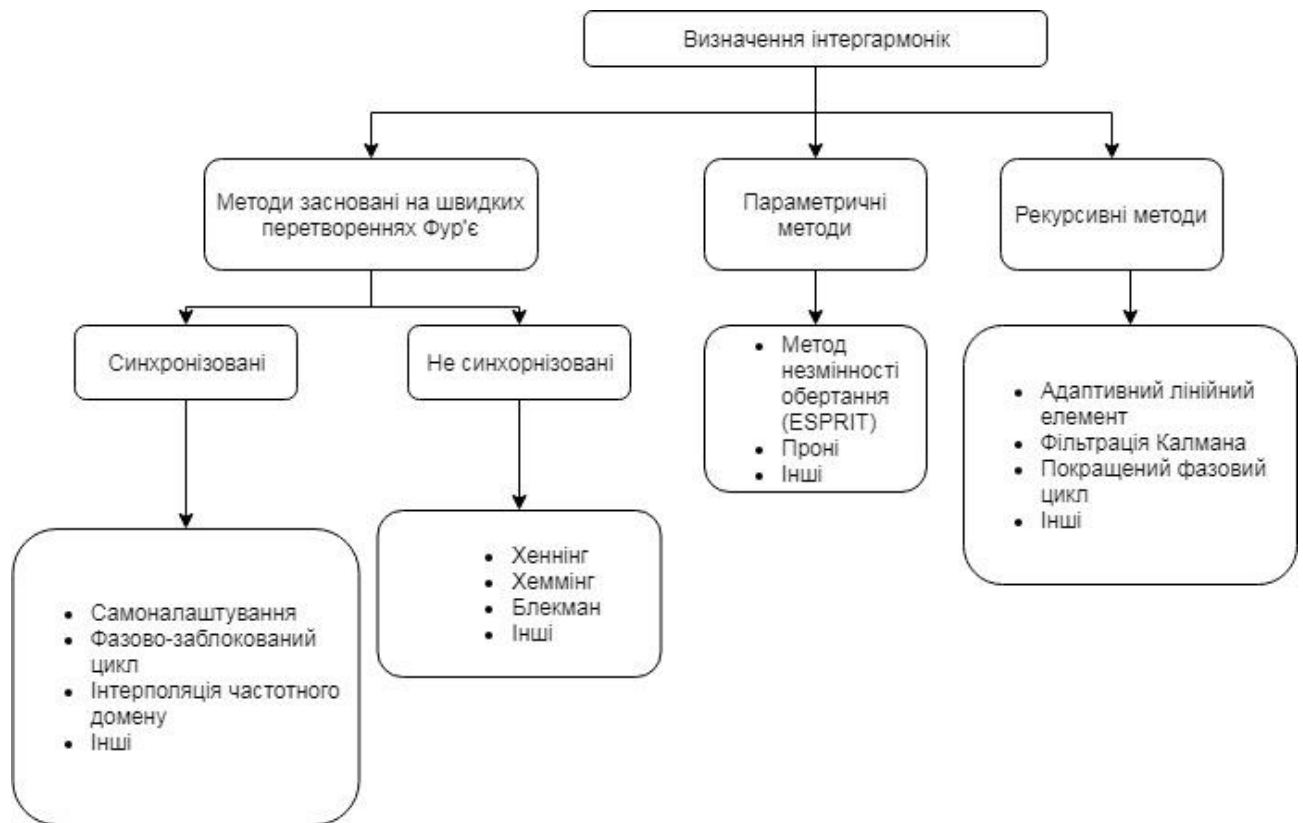 Визначення інтергармонік
Методи засновані на швидких
перетвореннях Фур'є
Параметричні
методи
Рекурсивні методи
Синхронізовані
Не синхорнізовані
• Метод
незмінності
обертання
(ESPRIT)
• Проні
• Інші
• Адаптивний лінійний
елемент
• Фільтрація Калмана
• Покращений фазовий
цикл
• Інші
• Самоналаштування
• Фазово-заблокований
цикл
• Інтерполяція частотного
домену
• Інші
• Хеннінг
• Хеммінг
• Блекман
• Інші